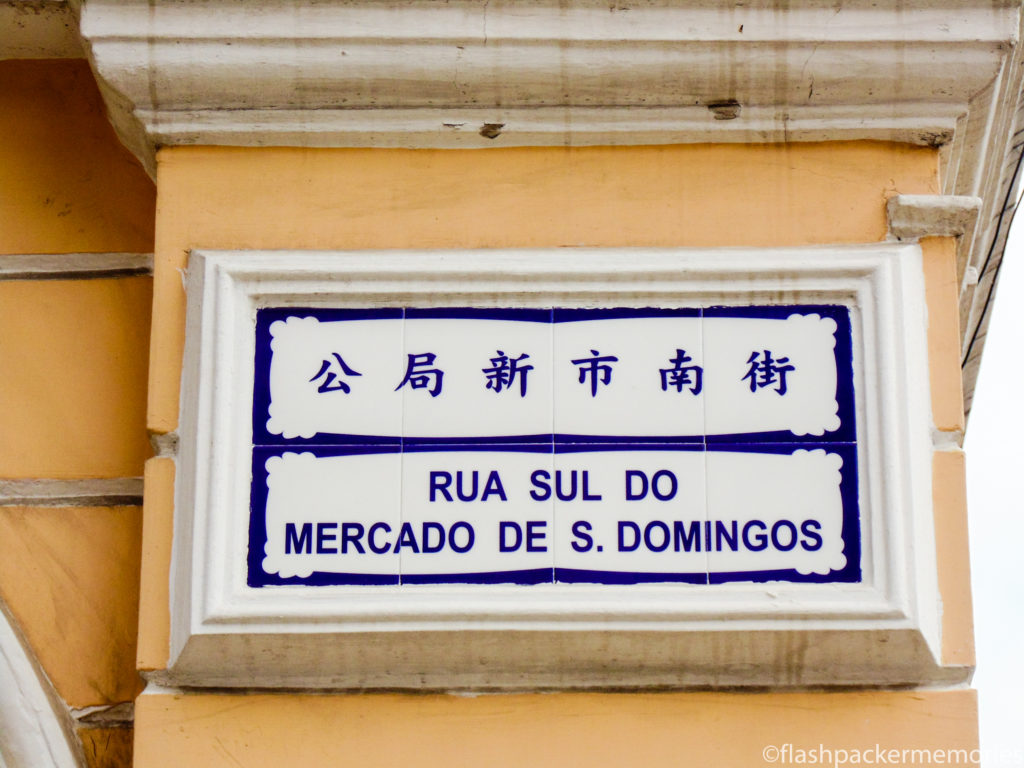 公局新市南街
RUA SUL DO
MERCADO DE S. DOMINGOS
©flashpackermemories